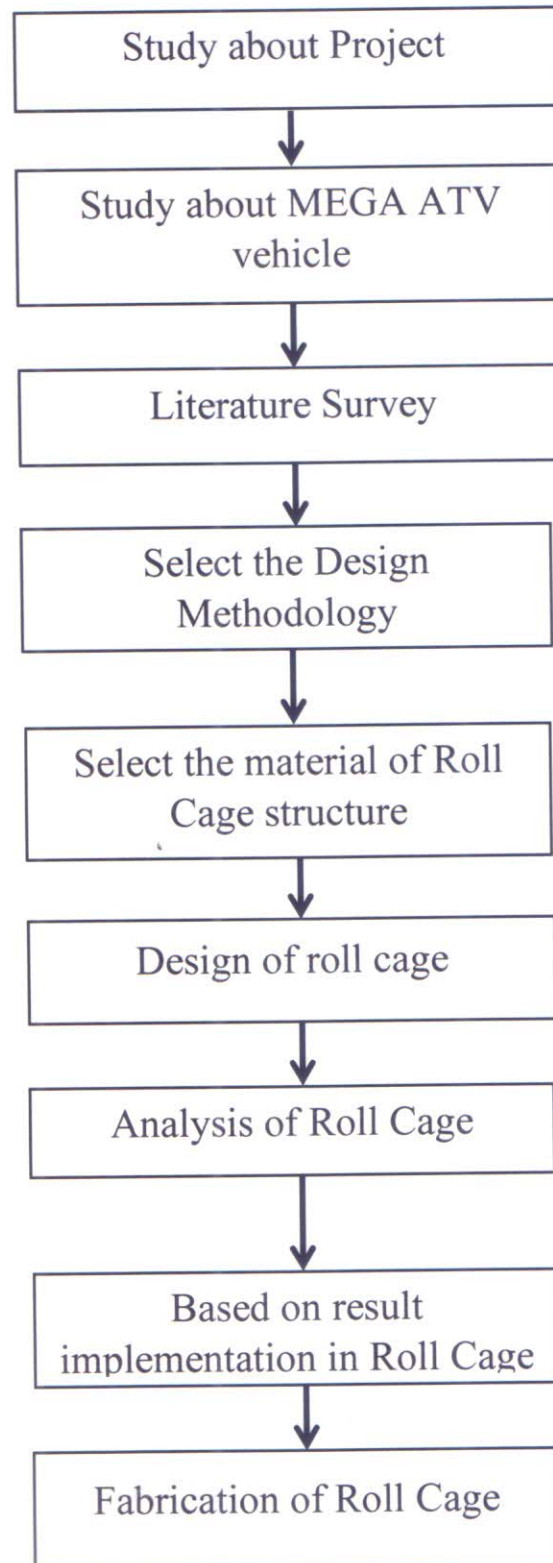 Study about Project
Study about MEGA ATV
vehicle
Literature Survey
Select the Design
Methodology
Select the material of Roll
Cage structure
Design of roll cage
Analysis of Roll Cage
Based on result
implementation in Roll Cage
Fabrication of Roll Cage